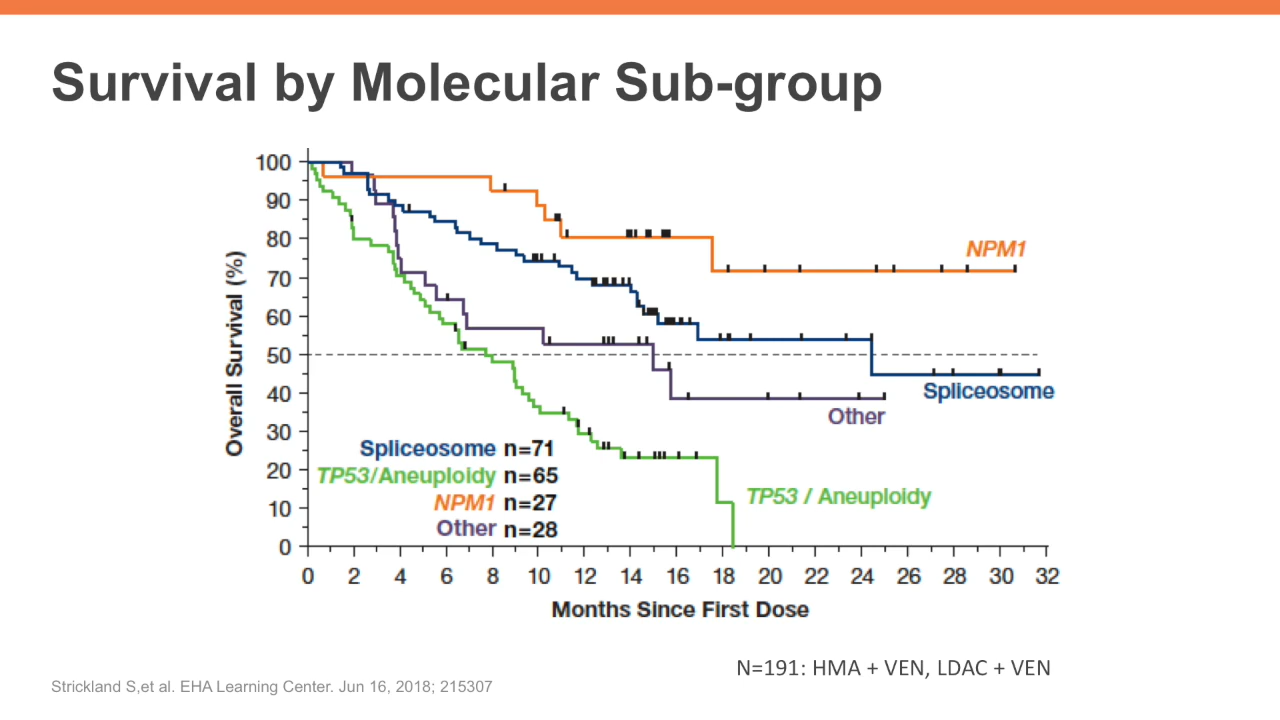 Survival by Molecular Sub-group
Overall Survival (%)
100
90
80
70
60
50
40
30
20
10
0
NPM1
Spliceosome
Other
TP53 / Aneuploidy
Spliceosome n=71
TP53/Aneuploidy n=65
NPM1 n=27
Other n=28
0 2 4 6 8 10 12 14 16 18 20 22 24 26 28 30 32
Months Since First Dose
N=191: HMA + VEN, LDAC + VEN
Strickland S,et al. EHA Learning Center. Jun 16, 2018; 215307